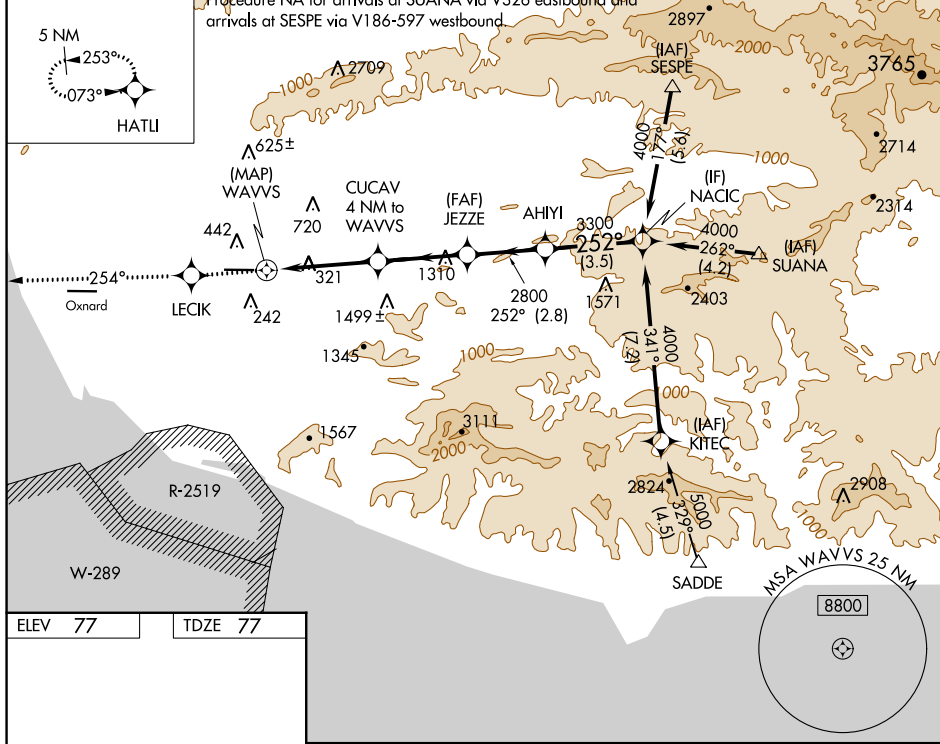 Procedure NA for arrivals at SUANA via V326 eastbound and
arrivals at SESPE via V186-597 westbound.
5 NM
253°
073°
HATLI
2709
1000
2897
2000
3765
(IAF)
SESPE
4000
177°
(5.6)
2714
1000
625±
(MAP)
WAVVS
720
CUCAV
4 NM to
WAVVS
(FAF)
JEZZE
AHIYI
(IF)
NACIC
2314
442
3300
252°
(3.5)
4000
262°
(4.2)
(IAF)
SUANA
254°
Oxnard
LECIK
321
1310
242
1499±
2800
252° (2.8)
1571
2403
1345
1000
4000
341°
(7.2)
1000
1567
3111
2000
(IAF)
KITEC
R-2519
2824
5000
329°
(4.5)
2908
1000
W-289
SADDE
MSA WAVVS 25 NM
8800
ELEV 77
TDZE 77